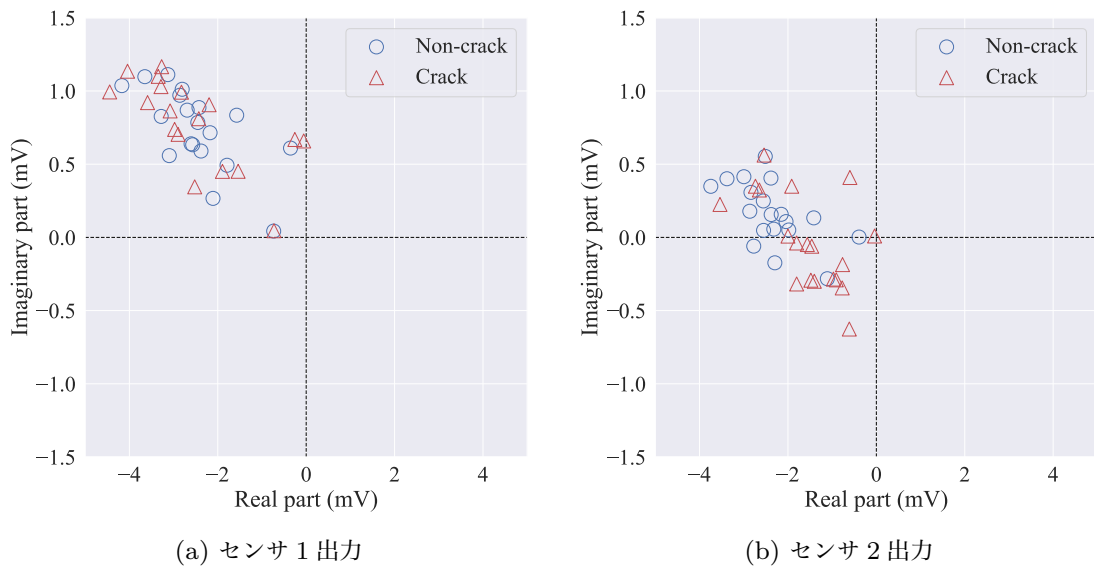 1.5
1.0
0.5
0.0
−0.5
−1.0
−1.5
−4
−2
0
2
4
Imaginary part (mV)
Real part (mV)
Non-crack
Crack
(a) センサ 1 出力
1.5
1.0
0.5
0.0
−0.5
−1.0
−1.5
−4
−2
0
2
4
Imaginary part (mV)
Real part (mV)
Non-crack
Crack
(b) センサ 2 出力